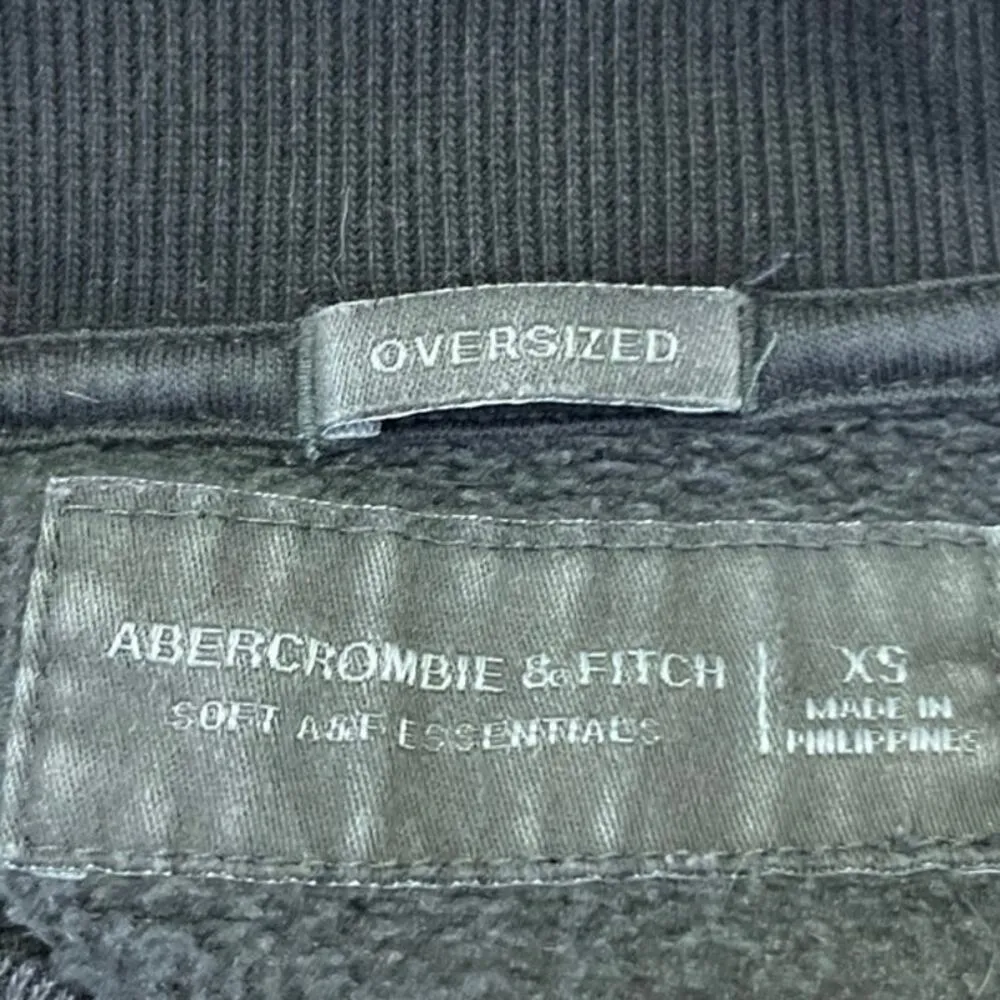 OVERSIZED
ABERCROMBIE & FITCH
SOFT A&F ESSENTIALS
XS
MADE IN
PHILIPPINES